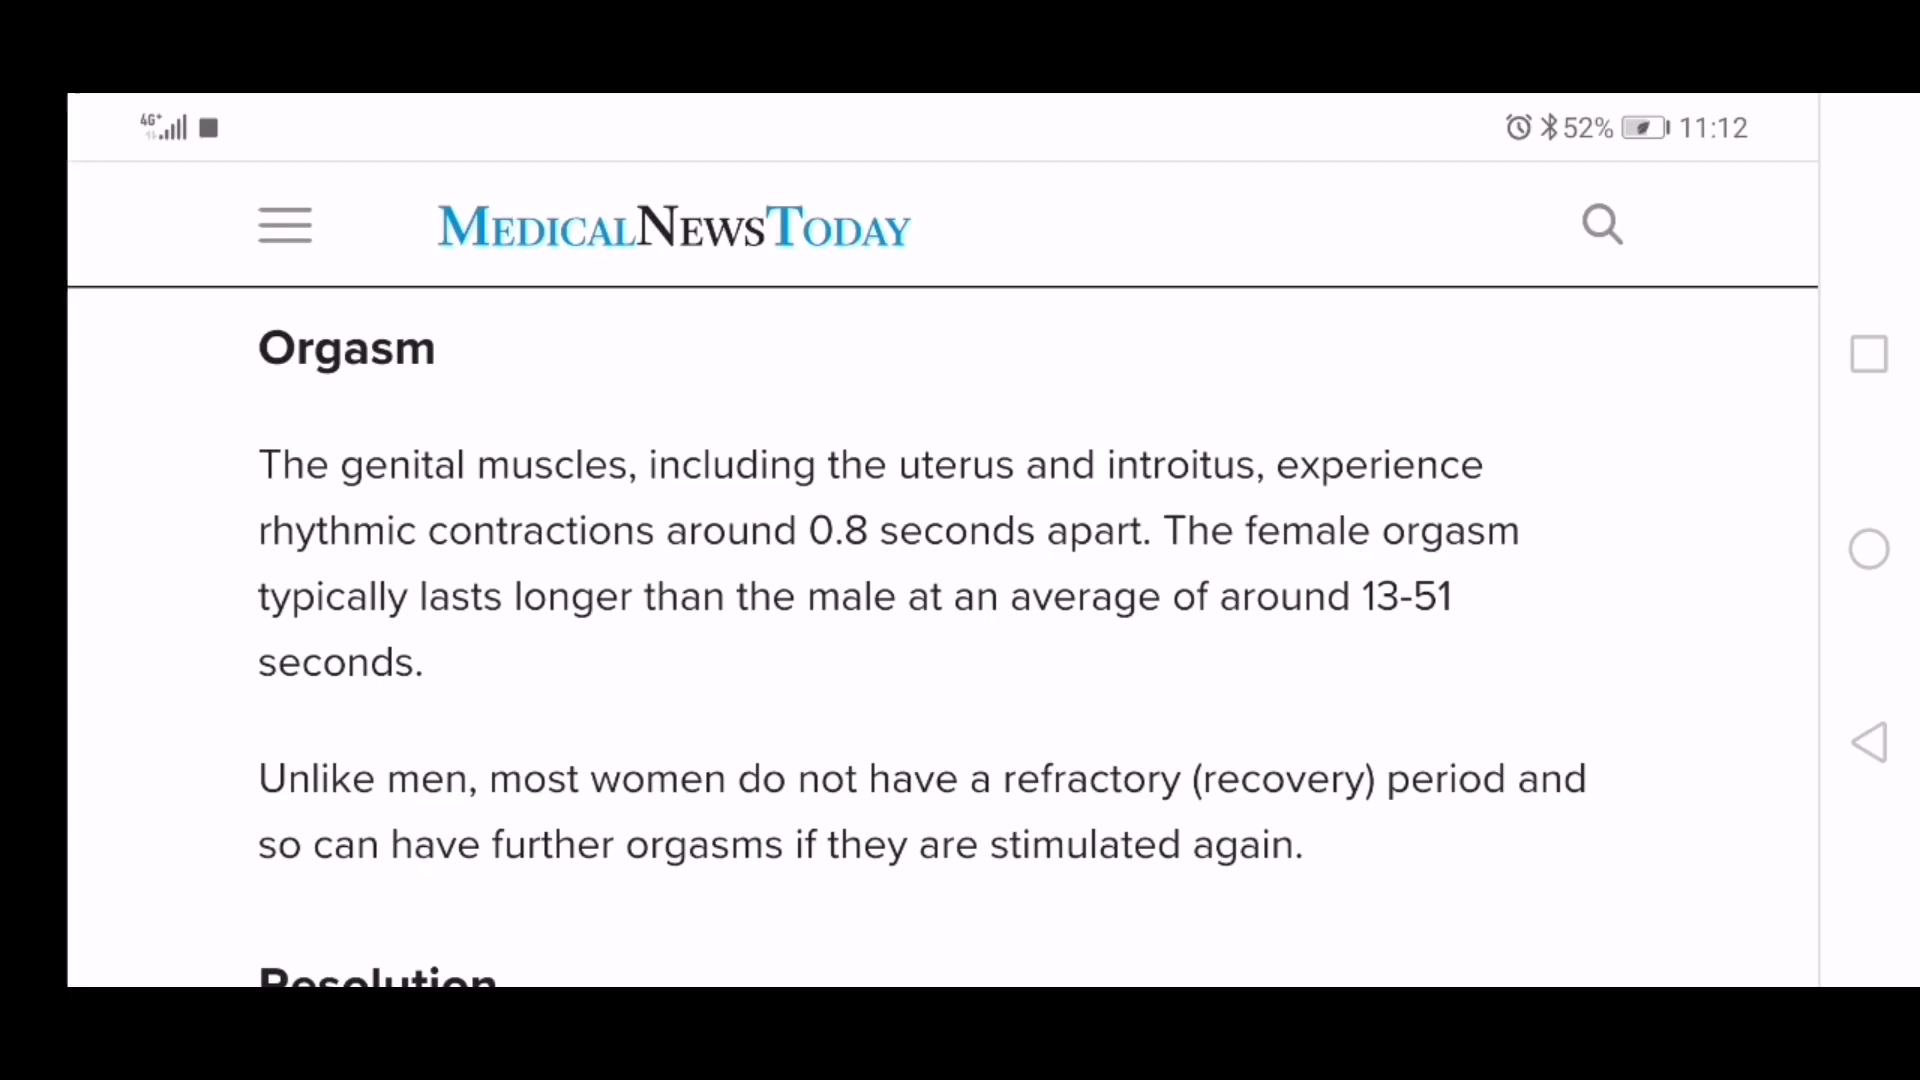 4G+
52% 11:12
MEDICALNEWSTODAY
Orgasm
The genital muscles, including the uterus and introitus, experience
rhythmic contractions around 0.8 seconds apart. The female orgasm
typically lasts longer than the male at an average of around 13-51
seconds.
Unlike men, most women do not have a refractory (recovery) period and
so can have further orgasms if they are stimulated again.
Resolution